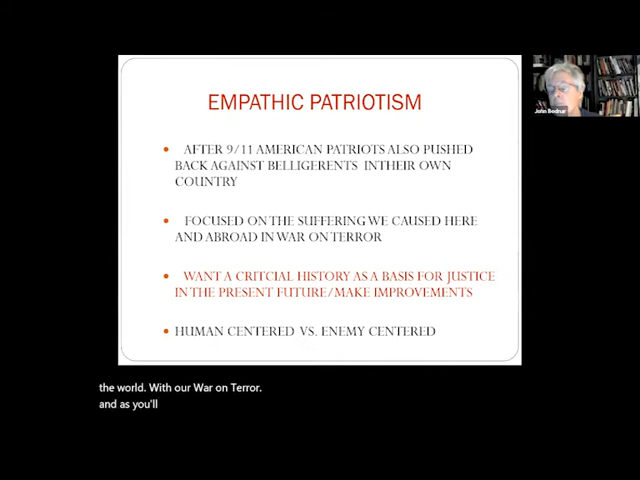 EMPATHIC PATRIOTISM
AFTER 9/11 AMERICAN PATRIOTS ALSO PUSHED
BACK AGAINST BELLIGERENTS INTHEIR OWN
COUNTRY
FOCUSED ON THE SUFFERING WE CAUSED HERE
AND ABROAD IN WAR ON TERROR
WANT A CRITCIAL HISTORY AS A BASIS FOR JUSTICE
IN THE PRESENT FUTURE/MAKE IMPROVEMENTS
HUMAN CENTERED VS. ENEMY CENTERED
John Bodnar
the world. With our War on Terror.
and as you'll